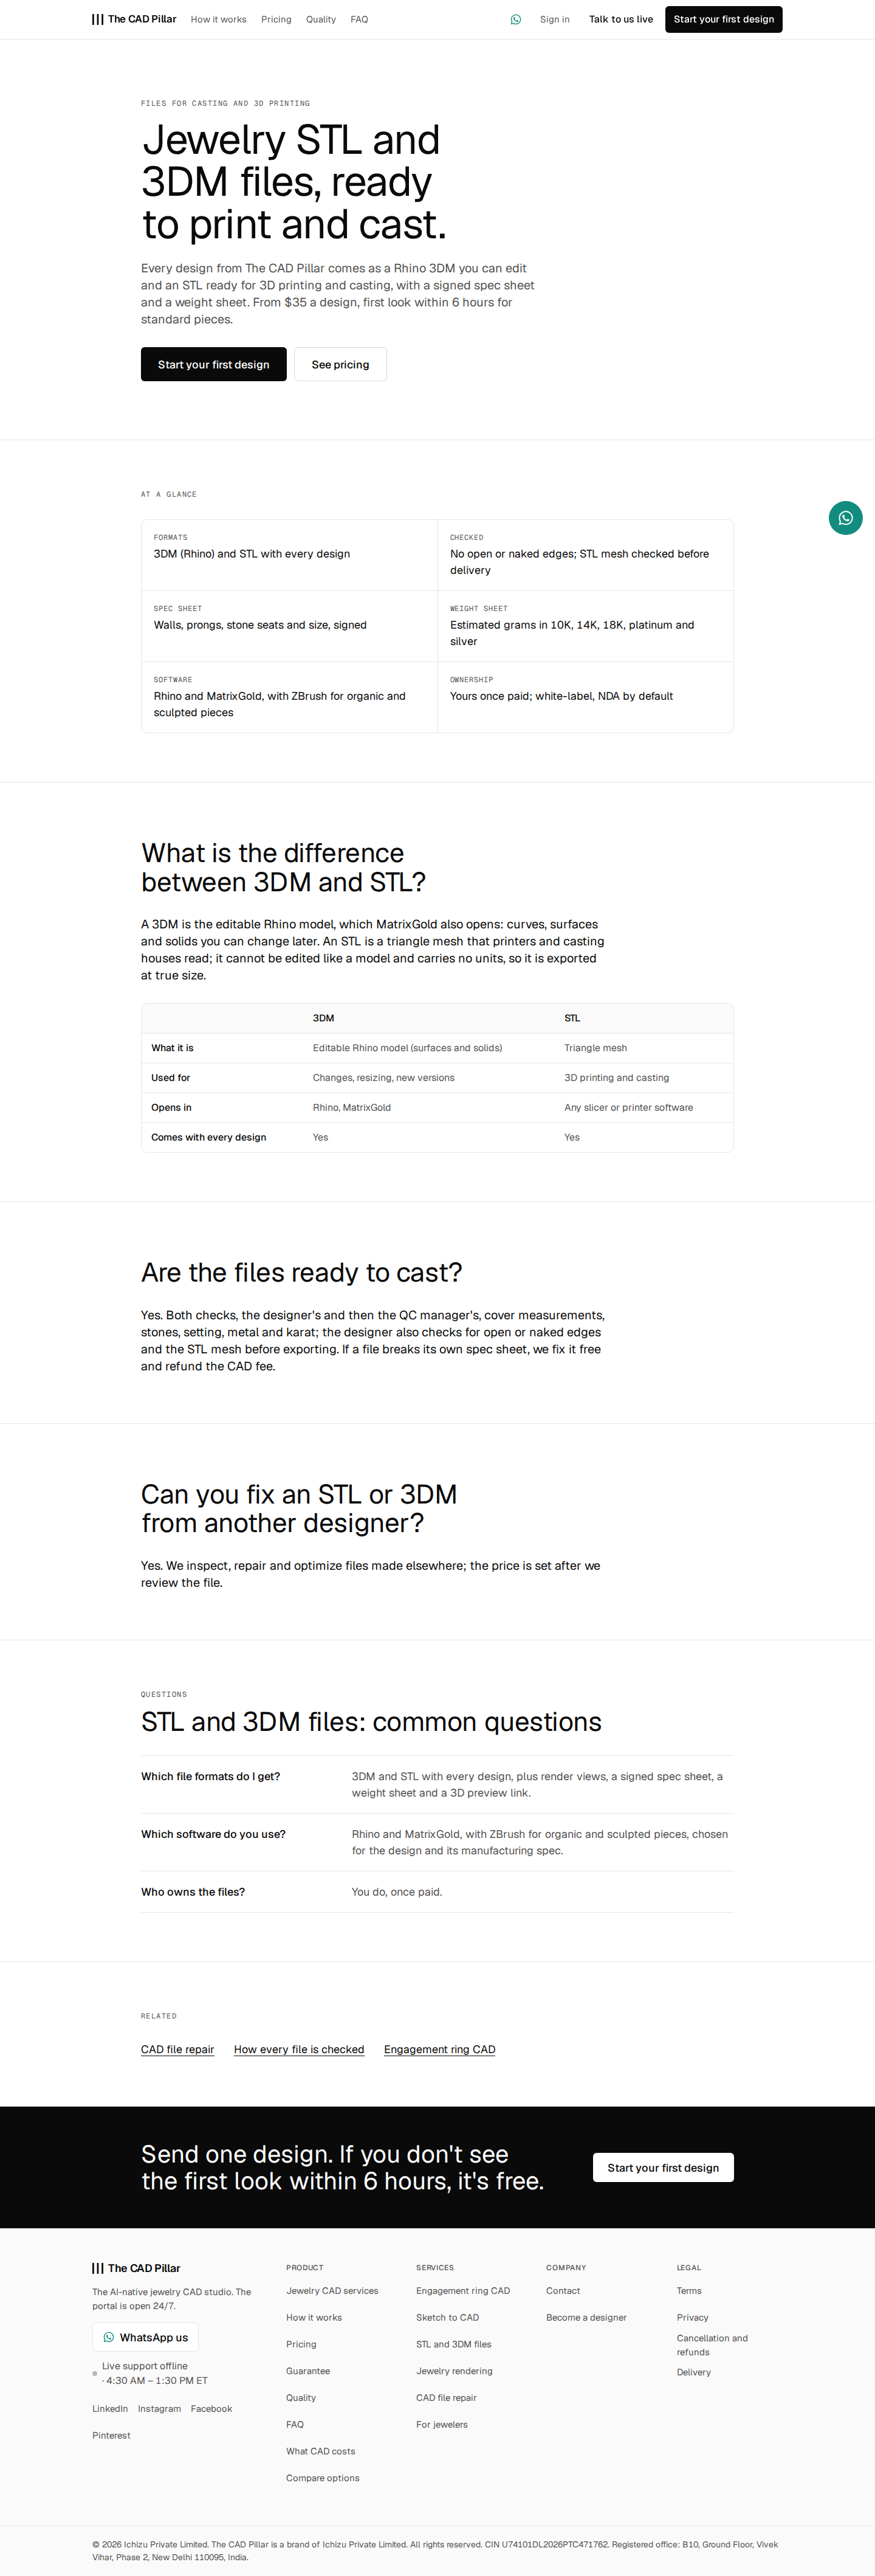 The CAD Pillar How it works Pricing Quality FAQ Sign in Talk to us live Start your first design
FILES FOR CASTING AND 3D PRINTING
Jewelry STL and
3DM files, ready
to print and cast.
Every design from The CAD Pillar comes as a Rhino 3DM you can edit
and an STL ready for 3D printing and casting, with a signed spec sheet
and a weight sheet. From $35 a design, first look within 6 hours for
standard pieces.
Start your first design See pricing
AT A GLANCE
FORMATS
3DM (Rhino) and STL with every design
CHECKED
No open or naked edges; STL mesh checked before
delivery
SPEC SHEET
Walls, prongs, stone seats and size, signed
WEIGHT SHEET
Estimated grams in 10K, 14K, 18K, platinum and
silver
SOFTWARE
Rhino and MatrixGold, with ZBrush for organic and
sculpted pieces
OWNERSHIP
Yours once paid; white-label, NDA by default
What is the difference
between 3DM and STL?
A 3DM is the editable Rhino model, which MatrixGold also opens: curves, surfaces
and solids you can change later. An STL is a triangle mesh that printers and casting
houses read; it cannot be edited like a model and carries no units, so it is exported
at true size.
3DM STL
What it is Editable Rhino model (surfaces and solids) Triangle mesh
Used for Changes, resizing, new versions 3D printing and casting
Opens in Rhino, MatrixGold Any slicer or printer software
Comes with every design Yes Yes
Are the files ready to cast?
Yes. Both checks, the designer's and then the QC manager's, cover measurements,
stones, setting, metal and karat; the designer also checks for open or naked edges
and the STL mesh before exporting. If a file breaks its own spec sheet, we fix it free
and refund the CAD fee.
Can you fix an STL or 3DM
from another designer?
Yes. We inspect, repair and optimize files made elsewhere; the price is set after we
review the file.
QUESTIONS
STL and 3DM files: common questions
Which file formats do I get?
3DM and STL with every design, plus render views, a signed spec sheet, a
weight sheet and a 3D preview link.
Which software do you use?
Rhino and MatrixGold, with ZBrush for organic and sculpted pieces, chosen
for the design and its manufacturing spec.
Who owns the files?
You do, once paid.
RELATED
CAD file repair How every file is checked Engagement ring CAD
Send one design. If you don't see
the first look within 6 hours, it's free.
Start your first design
The CAD Pillar
The AI-native jewelry CAD studio. The
portal is open 24/7.
WhatsApp us
Live support offline
· 4:30 AM – 1:30 PM ET
LinkedIn Instagram Facebook
Pinterest
PRODUCT
Jewelry CAD services
How it works
Pricing
Guarantee
Quality
FAQ
What CAD costs
Compare options
SERVICES
Engagement ring CAD
Sketch to CAD
STL and 3DM files
Jewelry rendering
CAD file repair
For jewelers
COMPANY
Contact
Become a designer
LEGAL
Terms
Privacy
Cancellation and
refunds
Delivery
© 2026 Ichizu Private Limited. The CAD Pillar is a brand of Ichizu Private Limited. All rights reserved. CIN U74101DL2026PTC471762. Registered office: B10, Ground Floor, Vivek
Vihar, Phase 2, New Delhi 110095, India.